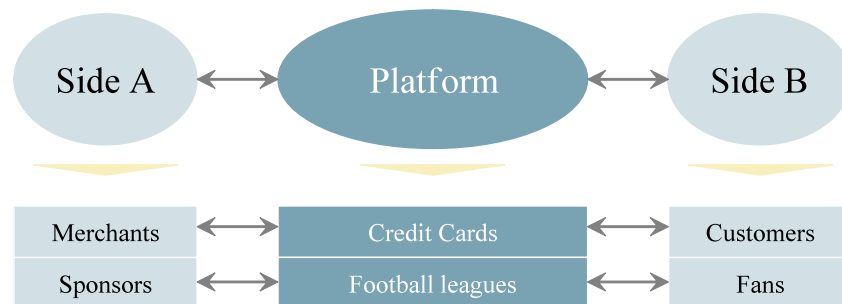 Side A Platform Side B
Merchants Credit Cards Customers
Sponsors Football leagues Fans